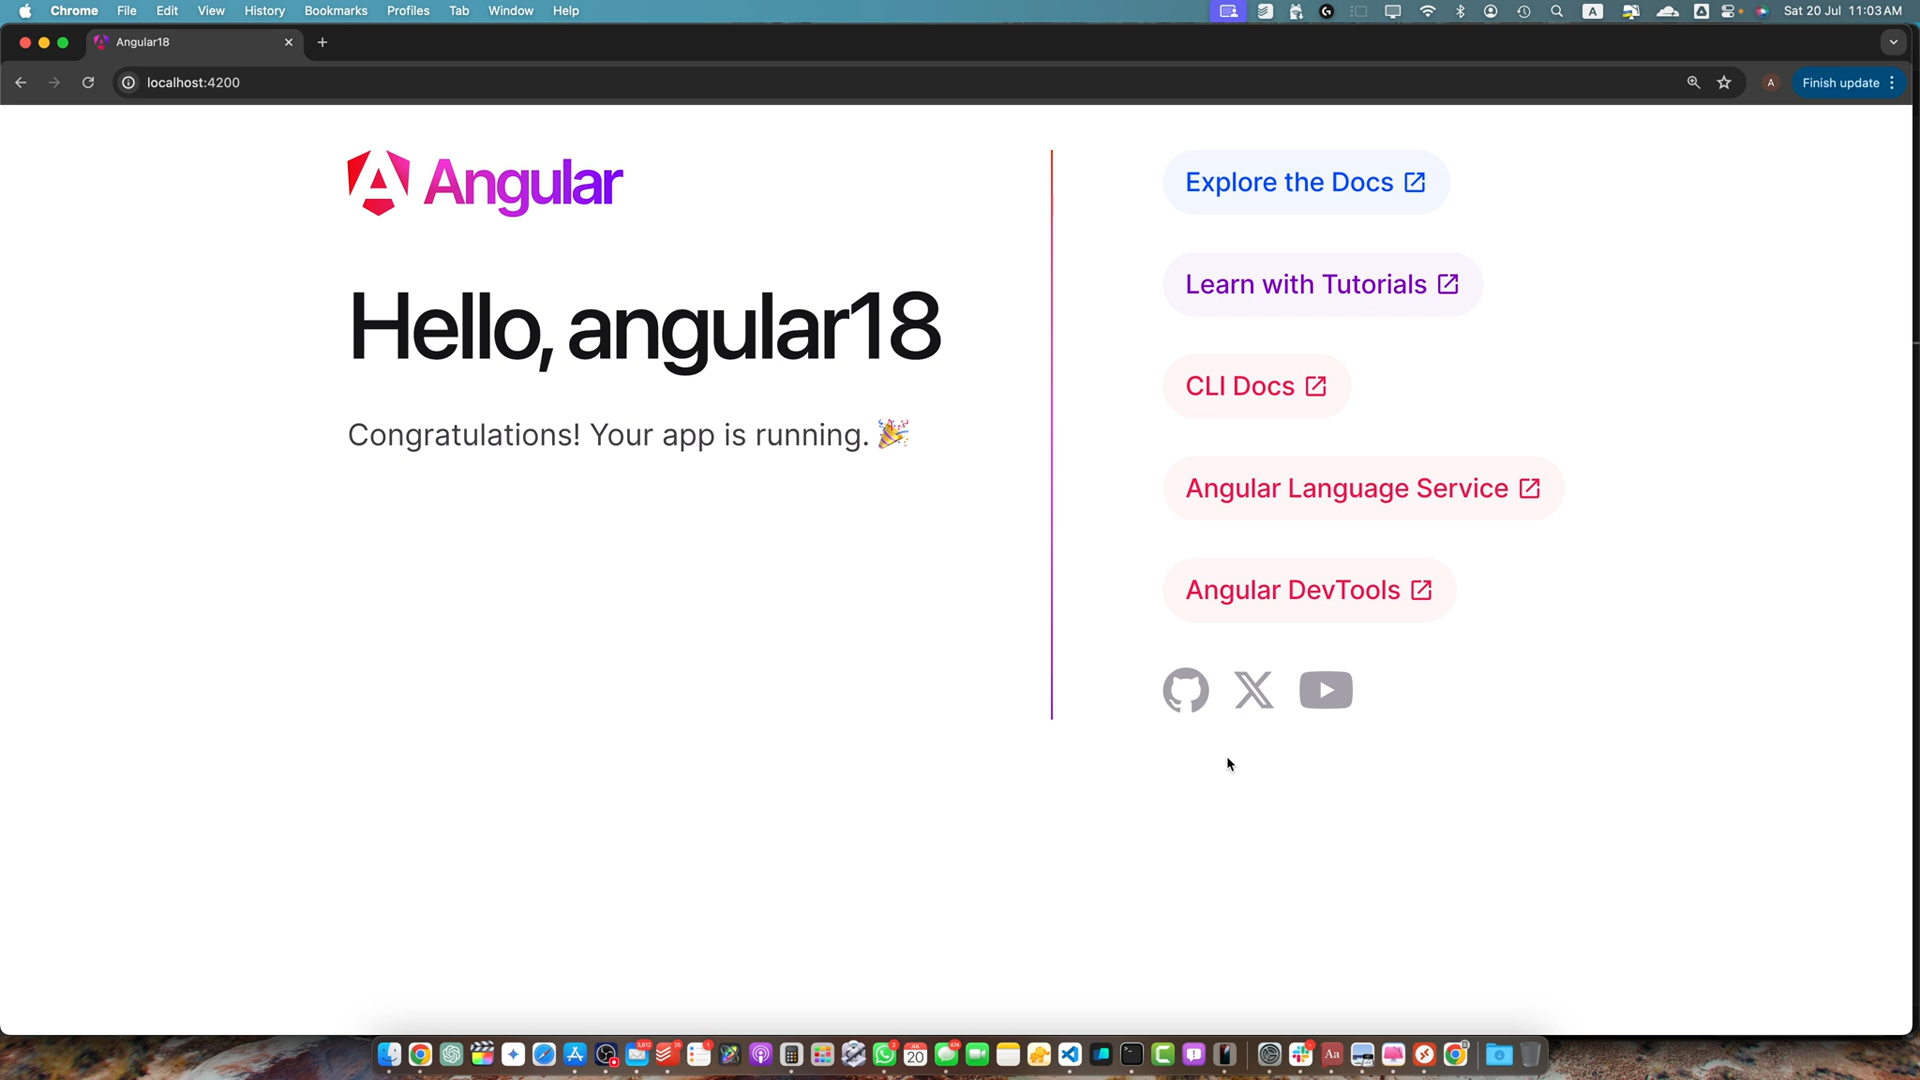 Chrome File Edit View History Bookmarks Profiles Tab Window Help
Sat 20 Jul 11:03 AM
Angular18
localhost:4200
A
Finish update
Angular
Hello, angular18
Congratulations! Your app is running. 🎉
Explore the Docs
Learn with Tutorials
CLI Docs
Angular Language Service
Angular DevTools